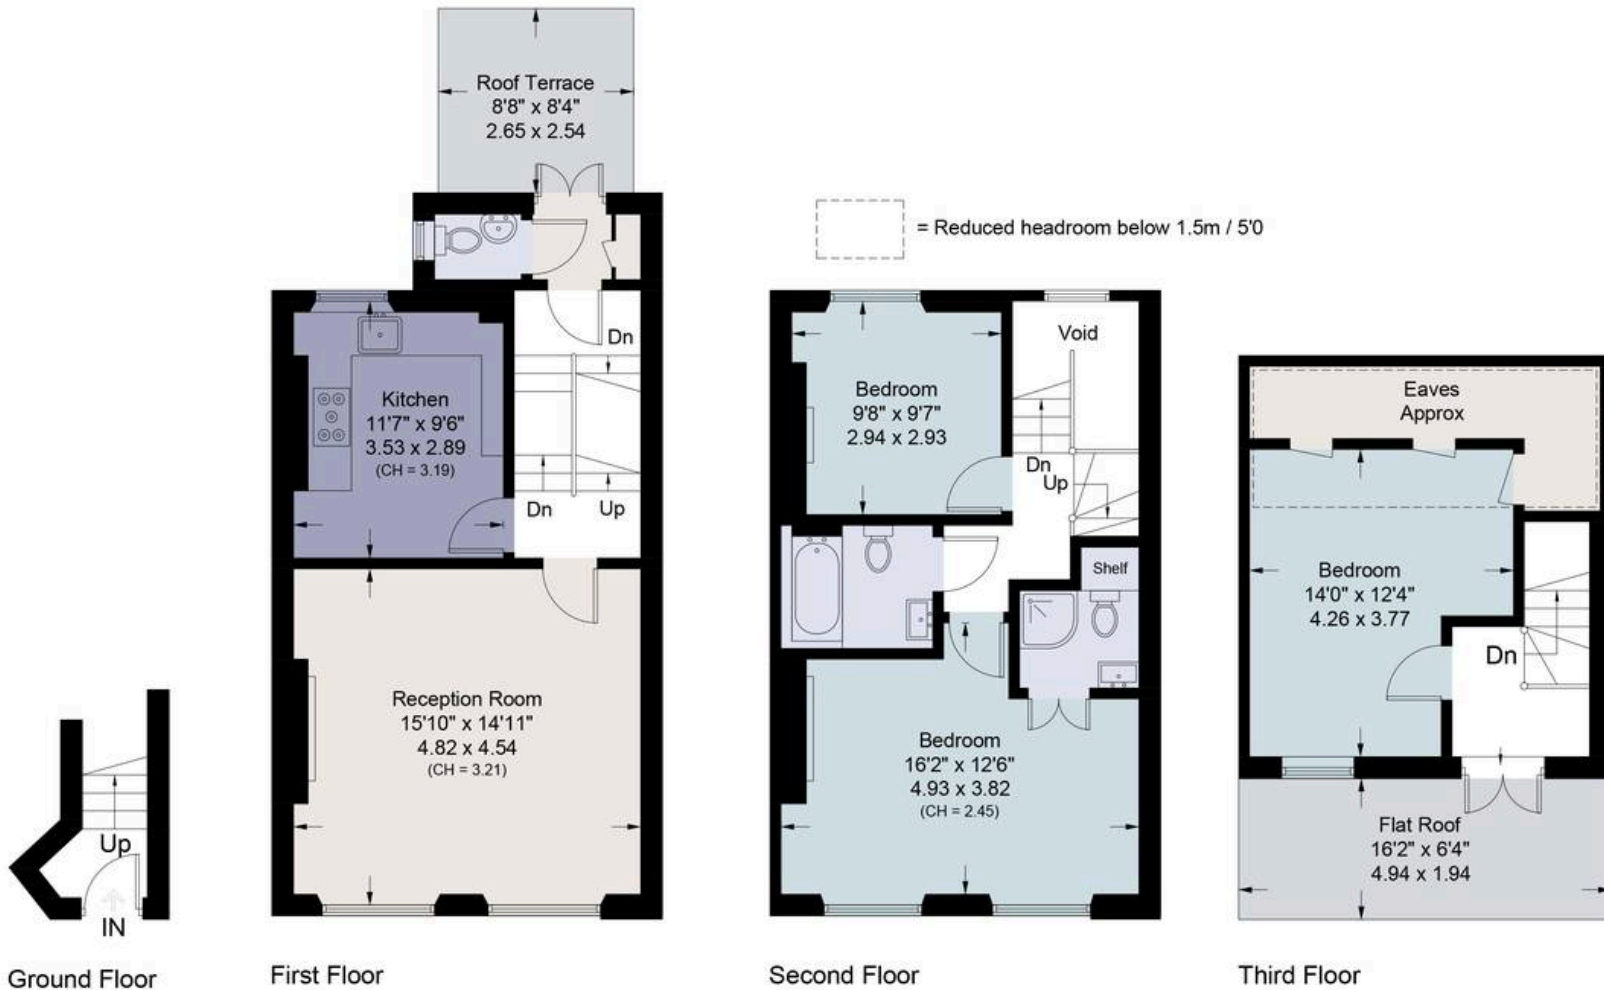 Roof Terrace
8'8" x 8'4"
2.65 x 2.54
Dn
Kitchen
11'7" x 9'6"
3.53 x 2.89
(CH = 3.19)
Dn
Up
Reception Room
15'10" x 14'11"
4.82 x 4.54
(CH = 3.21)
Up
IN
= Reduced headroom below 1.5m / 5'0
Void
Bedroom
9'8" x 9'7"
2.94 x 2.93
Dn
Up
Shelf
Bedroom
16'2" x 12'6"
4.93 x 3.82
(CH = 2.45)
Eaves
Approx
Bedroom
14'0" x 12'4"
4.26 x 3.77
Dn
Flat Roof
16'2" x 6'4"
4.94 x 1.94
Ground Floor
First Floor
Second Floor
Third Floor